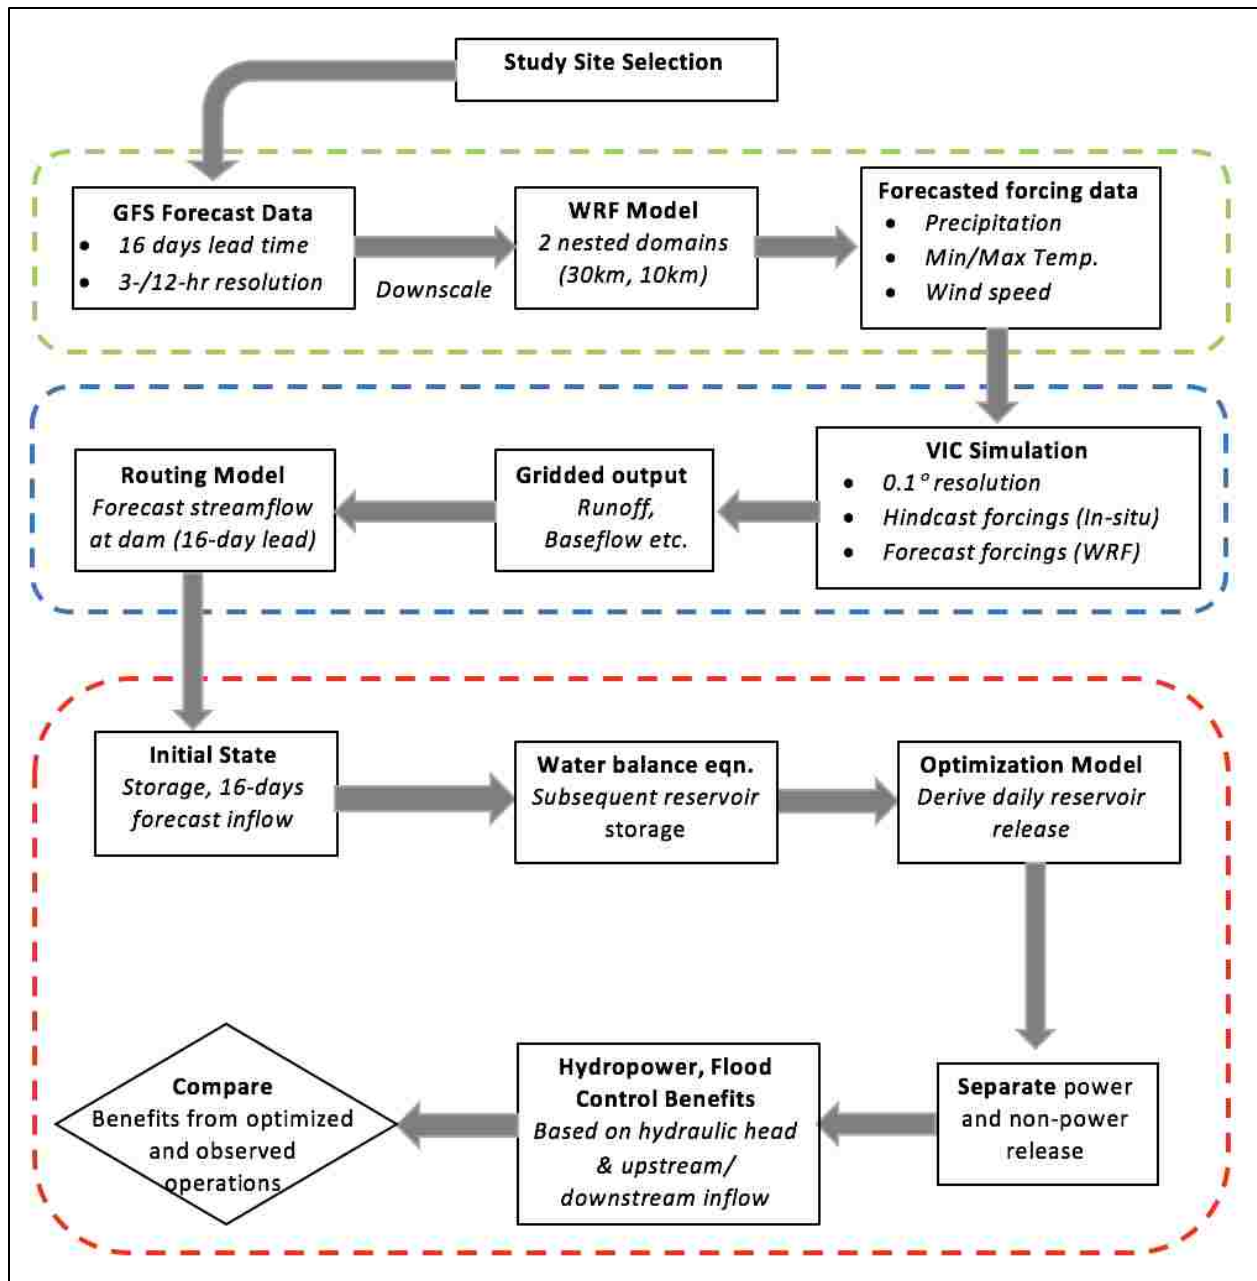 Study Site Selection
GFS Forecast Data
• 16 days lead time
• 3-/12-hr resolution
Downscale
WRF Model
2 nested domains
(30km, 10km)
Forecasted forcing data
• Precipitation
• Min/Max Temp.
• Wind speed
VIC Simulation
• 0.1° resolution
• Hindcast forcings (In-situ)
• Forecast forcings (WRF)
Gridded output
Runoff,
Baseflow etc.
Routing Model
Forecast streamflow
at dam (16-day lead)
Initial State
Storage, 16-days
forecast inflow
Water balance eqn.
Subsequent reservoir
storage
Optimization Model
Derive daily reservoir
release
Separate power
and non-power
release
Hydropower, Flood
Control Benefits
Based on hydraulic head
& upstream/
downstream inflow
Compare
Benefits from optimized
and observed
operations